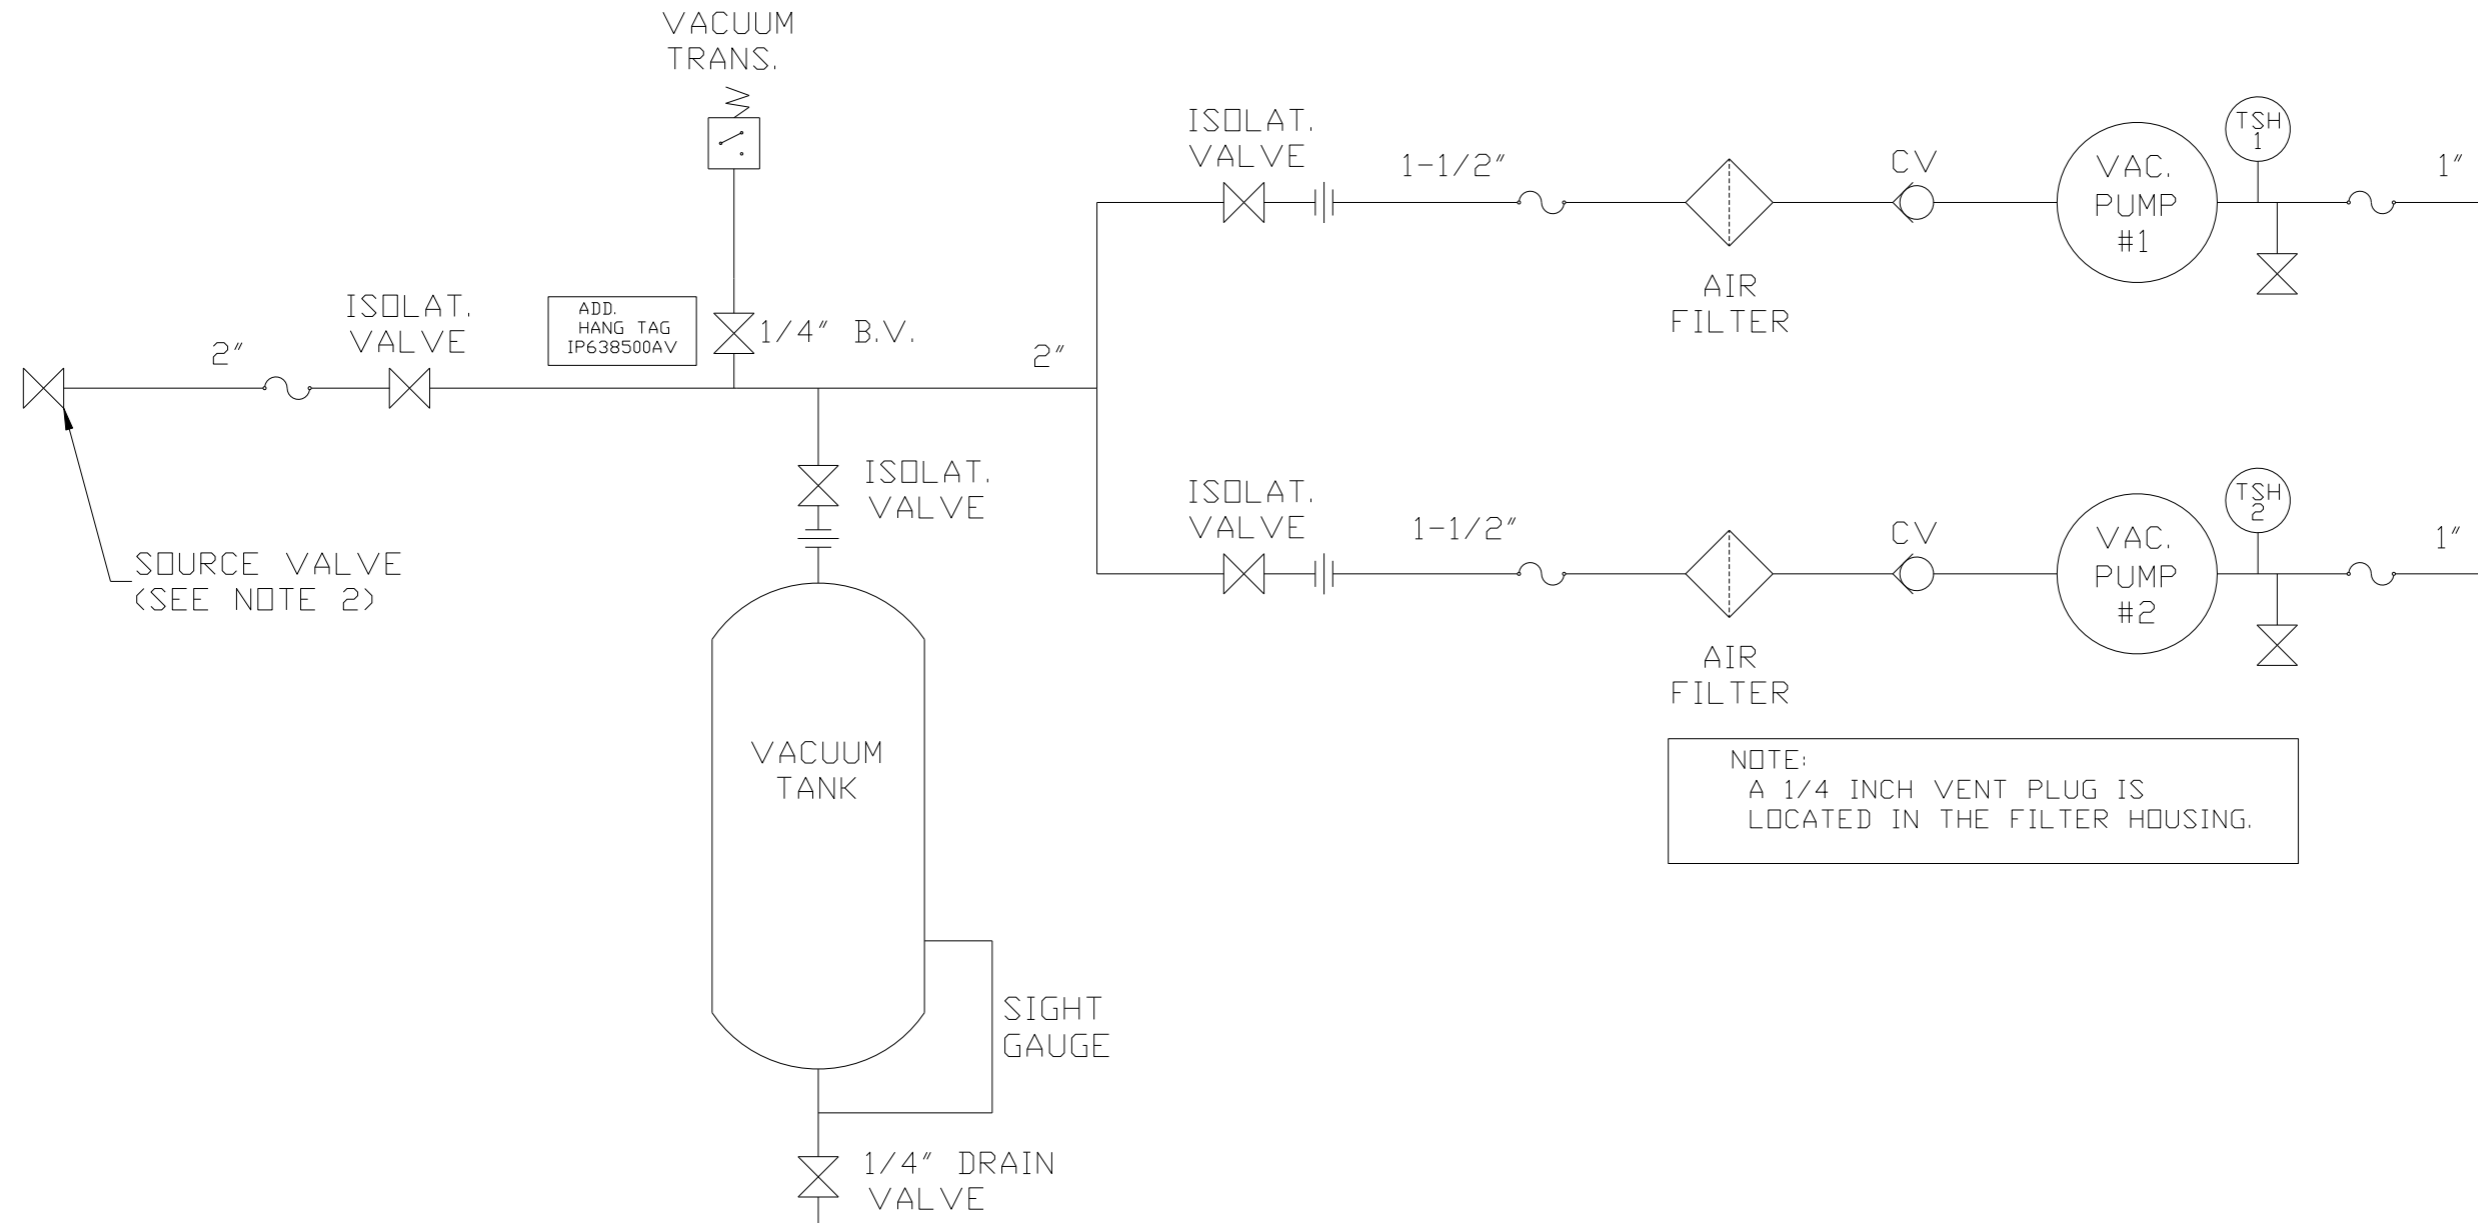 VACUUM
TRANS.
ISOLAT.
VALVE
1-1/2"
CV
VAC.
PUMP
#1
TSH
1
1"
AIR
FILTER
2"
ISOLAT.
VALVE
ADD.
HANG TAG
IP638500AV
1/4" B.V.
2"
ISOLAT.
VALVE
SOURCE VALVE
(SEE NOTE 2)
ISOLAT.
VALVE
1-1/2"
CV
VAC.
PUMP
#2
TSH
2
1"
AIR
FILTER
VACUUM
TANK
NOTE:
A 1/4 INCH VENT PLUG IS
LOCATED IN THE FILTER HOUSING.
SIGHT
GAUGE
1/4" DRAIN
VALVE